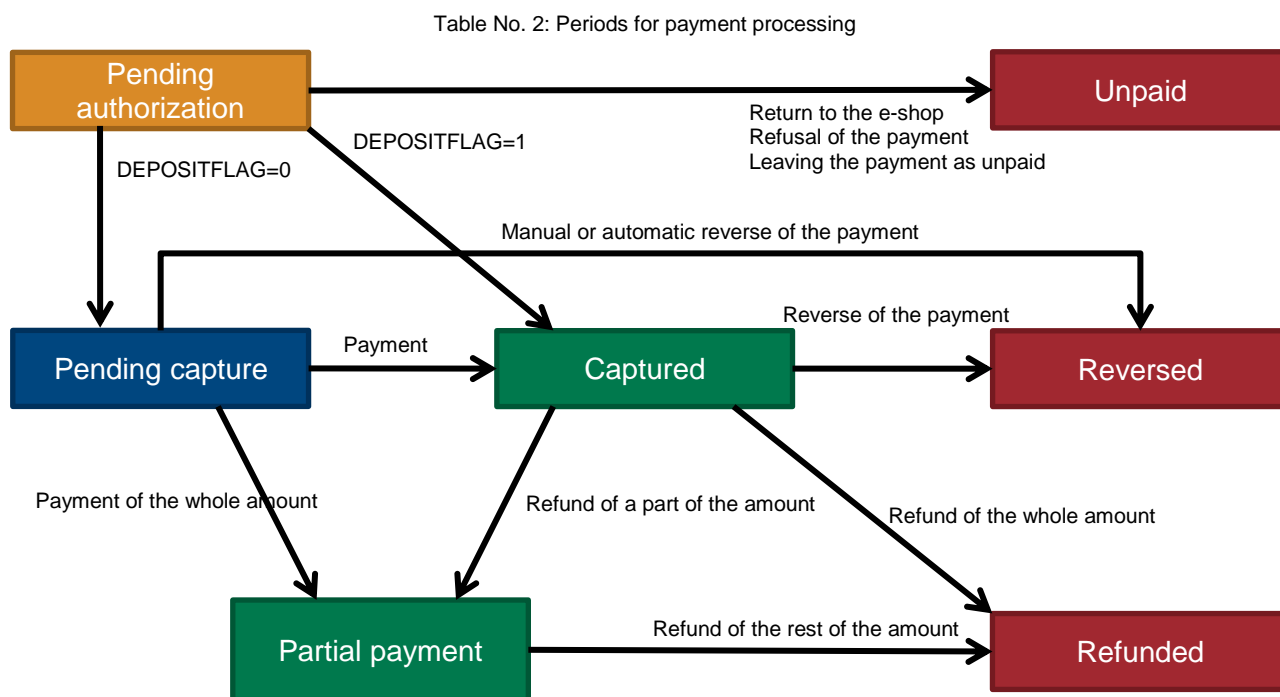 Table No. 2: Periods for payment processing
Pending
authorization
Unpaid
Return to the e-shop
Refusal of the payment
Leaving the payment as unpaid
DEPOSITFLAG=1
DEPOSITFLAG=0
Manual or automatic reverse of the payment
Reverse of the payment
Payment
Pending capture
Captured
Reversed
Payment of the whole amount
Refund of a part of the amount
Refund of the whole amount
Refund of the rest of the amount
Partial payment
Refunded